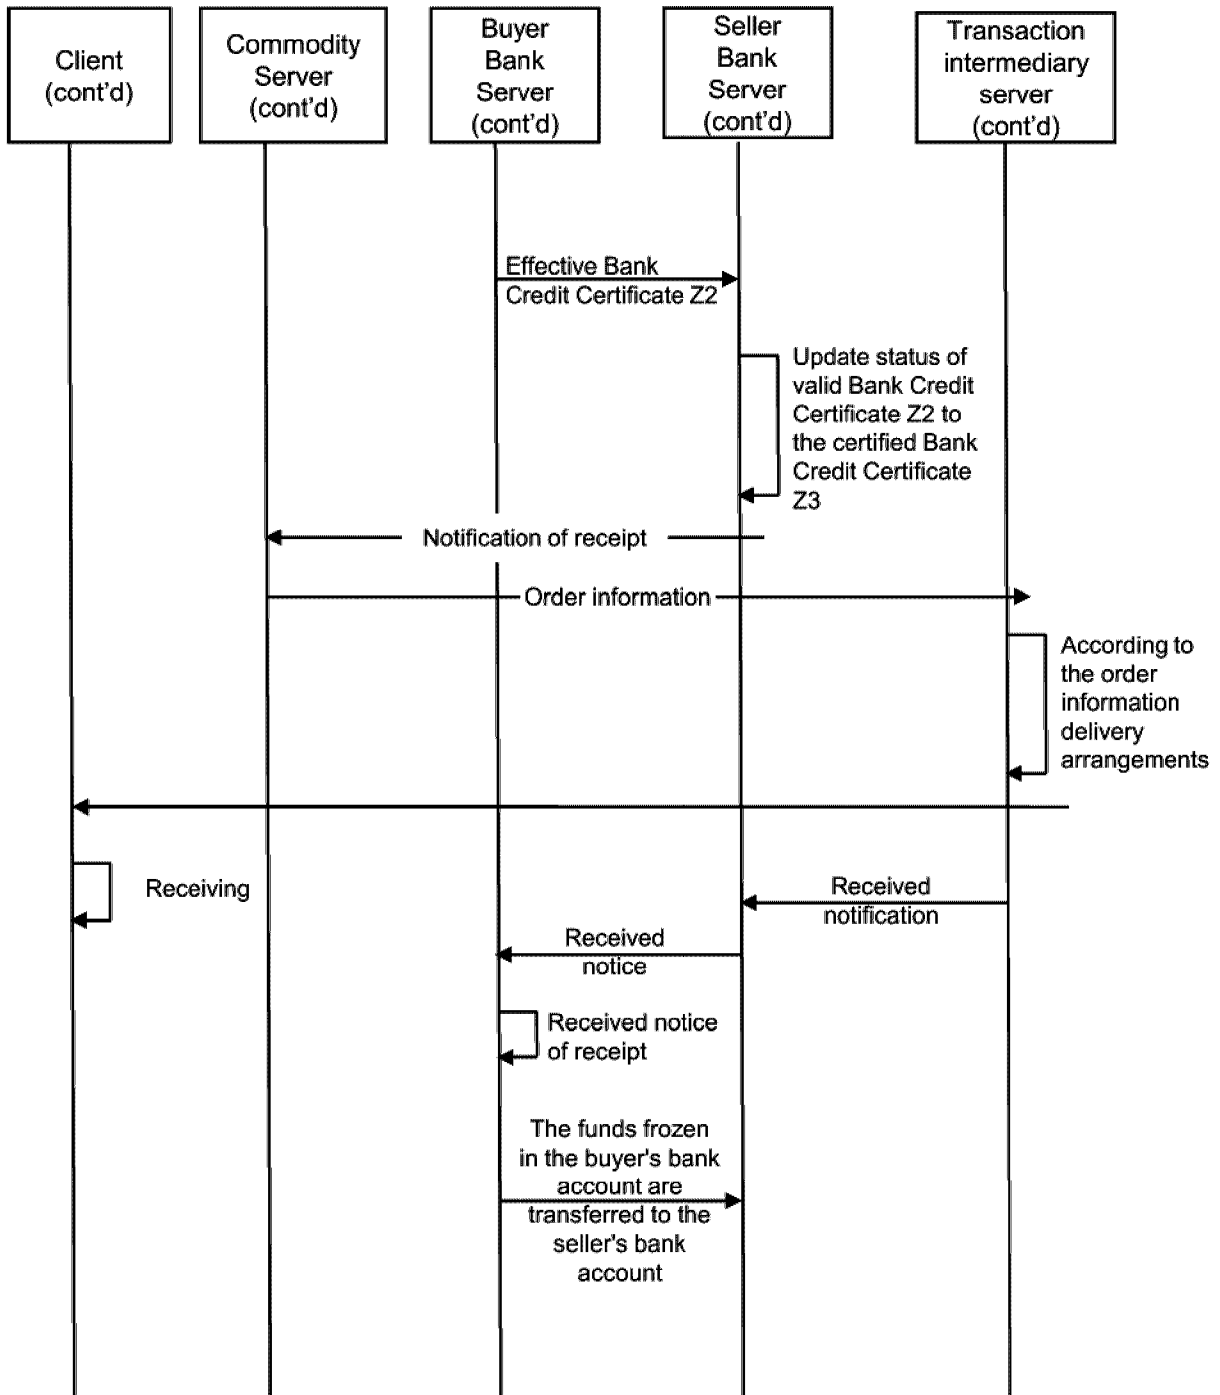 Client
(cont'd)
Commodity
Server
(cont'd)
Buyer
Bank
Server
(cont'd)
Seller
Bank
Server
(cont'd)
Transaction
intermediary
server
(cont'd)
Effective Bank
Credit Certificate Z2
Update status of
valid Bank Credit
Certificate Z2 to
the certified Bank
Credit Certificate
Z3
Notification of receipt
Order information
According to
the order
information
delivery
arrangements
Receiving
Received
notification
Received
notice
Received notice
of receipt
The funds frozen
in the buyer's bank
account are
transferred to the
seller's bank
account